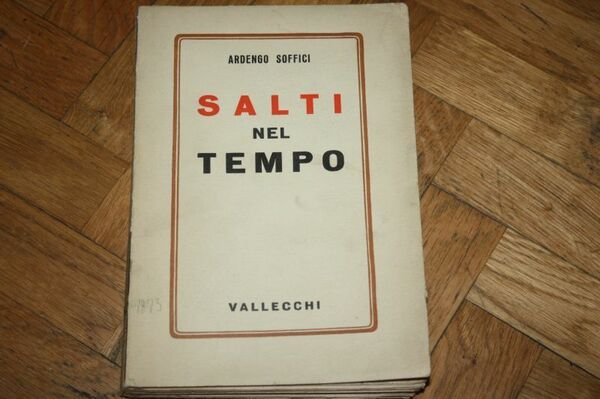 ARDENGO SOFFICI
SALTI
NEL
TEMPO
VALLECCHI